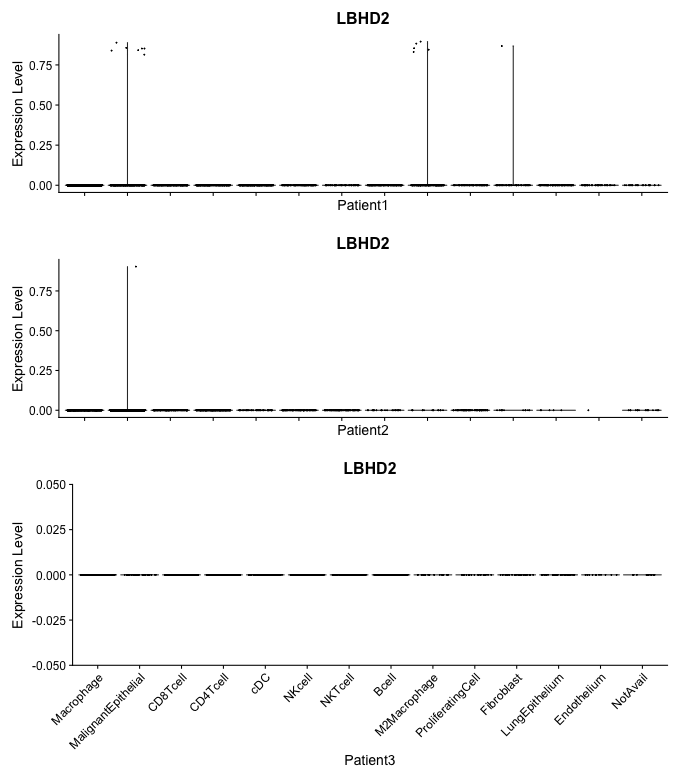 LBHD2
Expression Level
0.75
0.50
0.25
0.00
Patient1
LBHD2
Expression Level
0.75
0.50
0.25
0.00
Patient2
LBHD2
Expression Level
0.050
0.025
0.000
-0.025
-0.050
Macrophage
MalignantEpithelial
CD8Tcell
CD4Tcell
cDC
NKcell
NKTcell
Bcell
M2Macrophage
ProliferatingCell
Fibroblast
LungEpithelium
Endothelium
NotAvail
Patient3